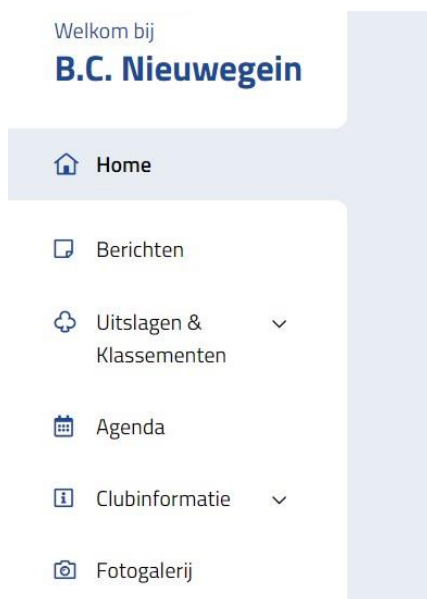 Welkom bij
B.C. Nieuwegein
Home
Berichten
Uitslagen &
Klassementen
Agenda
Clubinformatie
Fotogalerij